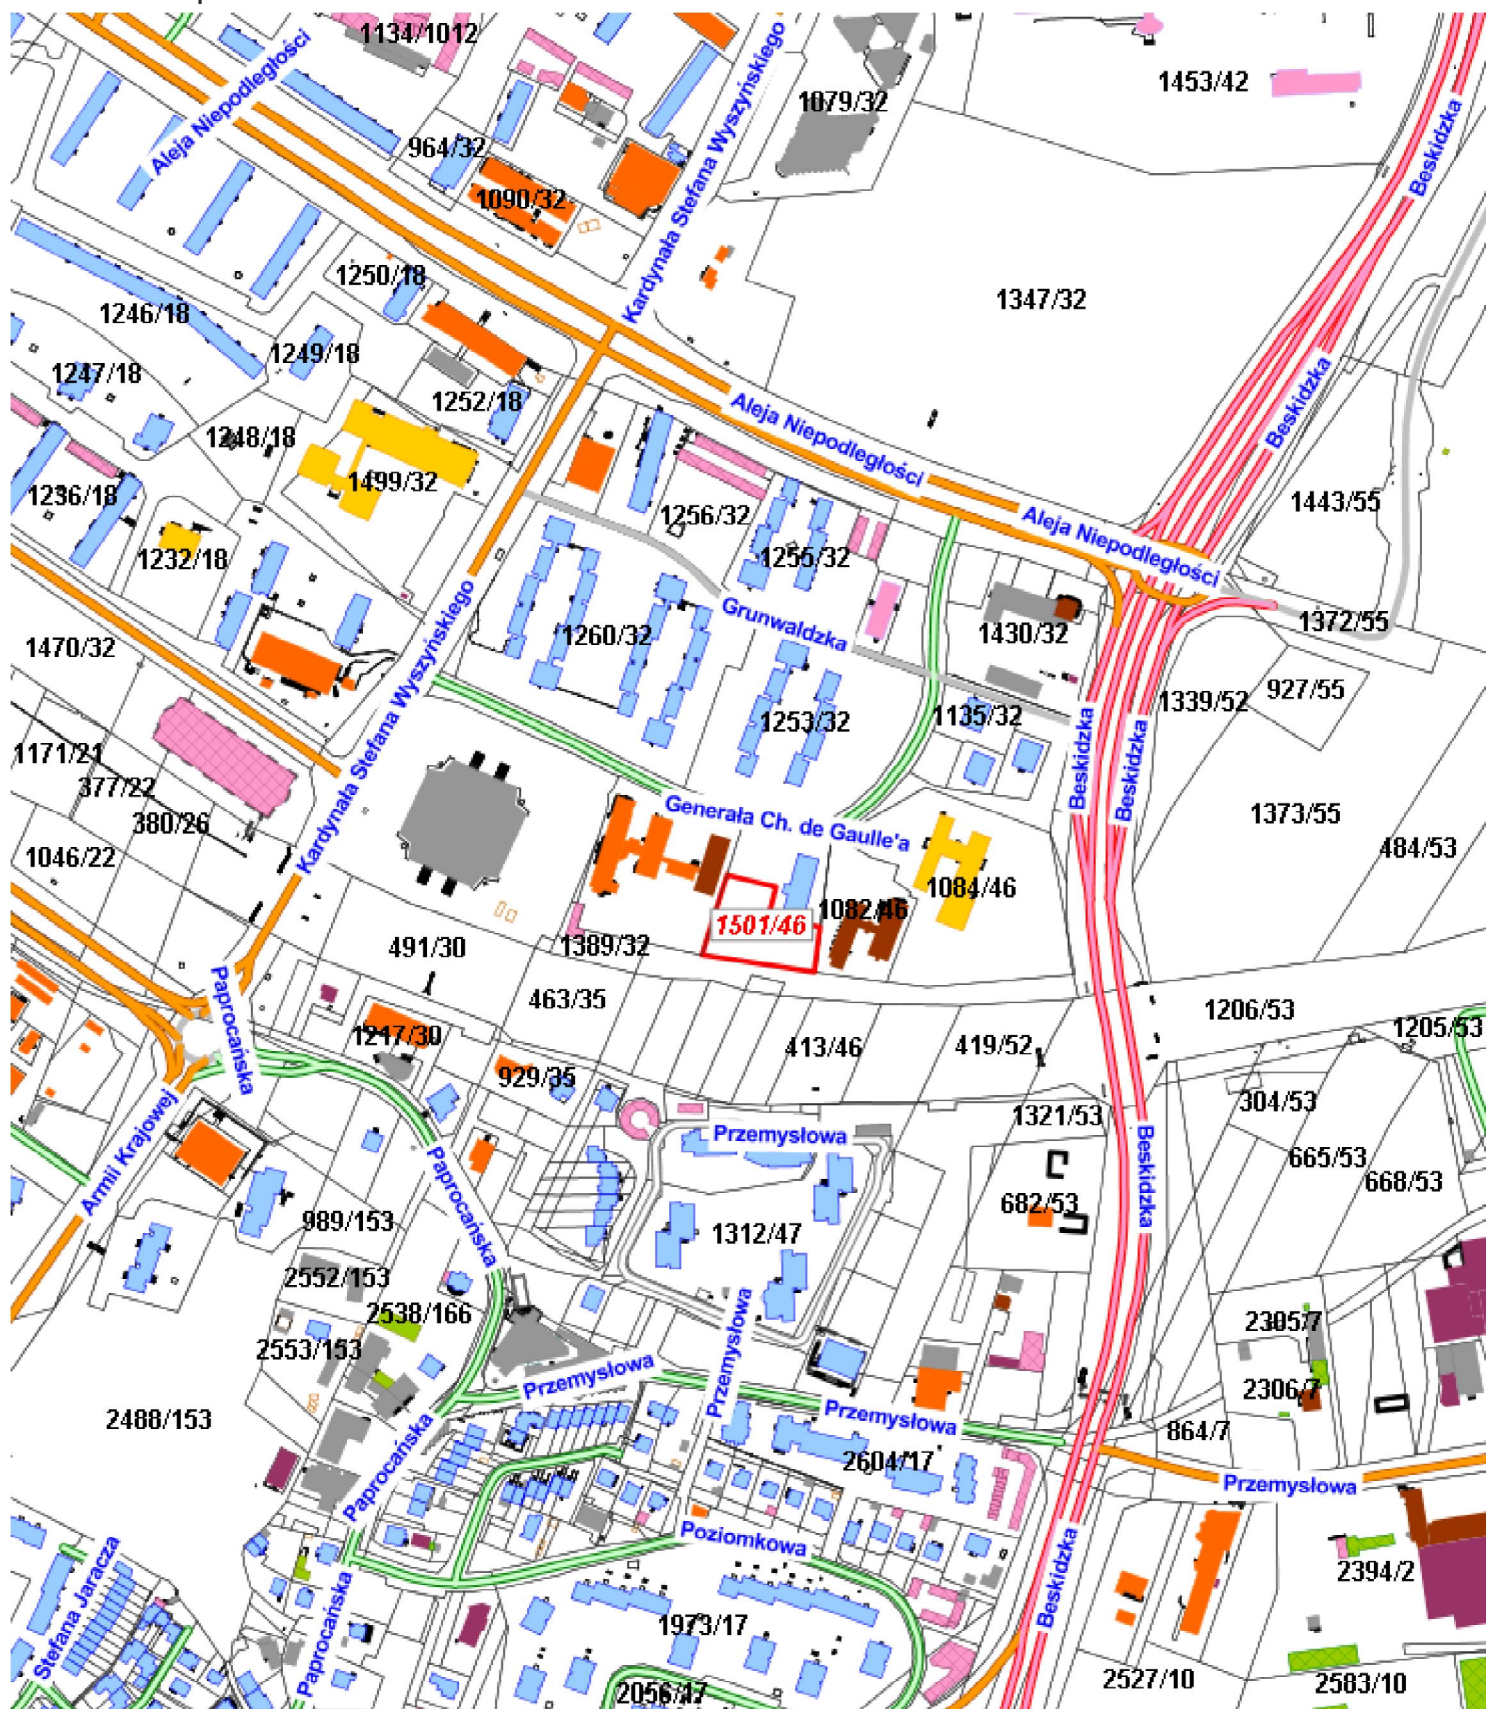 1134/1012
Aleja Niepodległości
Kardynała Stefana Wyszyńskiego
1079/32
1453/42
Beskidzka
964/32
1090/32
1250/18
1246/18
1347/32
1249/18
1247/18
1252/18
Beskidzka
Aleja Niepodległości
1248/18
1499/32
1236/18
1443/55
1256/32
Aleja Niepodległości
1232/18
1255/32
Grunwaldzka
1372/55
1260/32
1430/32
1470/32
Kardynała Stefana Wyszyńskiego
1339/52
927/55
1253/32
1135/32
1171/21
Beskidzka
Beskidzka
377/22
380/26
Generała Ch. de Gaulle'a
1373/55
1046/22
484/53
1084/46
1082/46
1501/46
491/30
1389/32
463/35
1206/53
Paprocańska
1217/30
413/46
419/52
1205/53
929/35
Armii Krajowej
1321/53
304/53
Przemysłowa
Beskidzka
665/53
668/53
Paprocańska
682/53
989/153
1312/47
2552/153
2538/166
2553/153
2305/7
Przemysłowa
Przemysłowa
2306/7
2488/153
Przemysłowa
864/7
Paprocańska
2604/17
Przemysłowa
Poziomkowa
Stefana Jaracza
Beskidzka
2394/2
Paprocańska
1973/17
2527/10
2583/10
2056/17